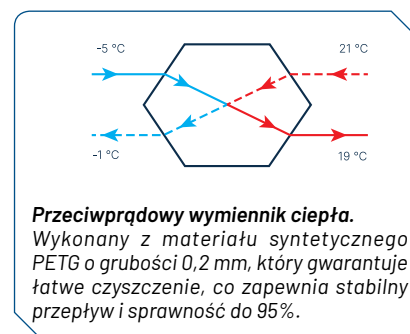 -5 °C
21 °C
-1 °C
19 °C
Przeciwprądowy wymiennik ciepła.
Wykonany z materiału syntetycznego
PETG o grubości 0,2 mm, który gwarantuje
łatwe czyszczenie, co zapewnia stabilny
przepływ i sprawność do 95%.